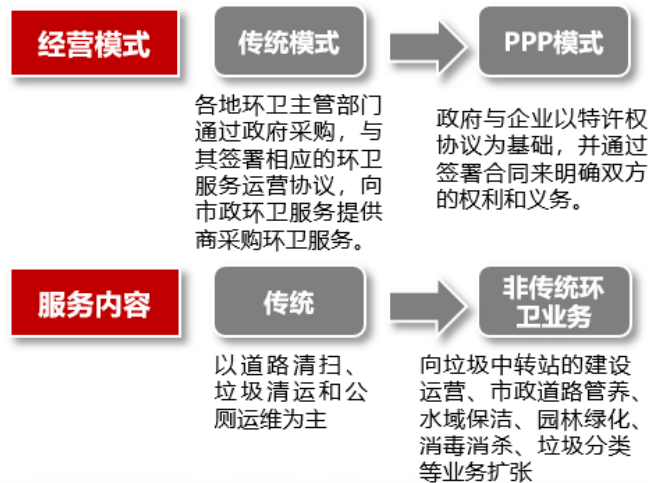 经营模式
传统模式
PPP模式
各地环卫主管部门
通过政府采购，与
其签署相应的环卫
服务运营协议，向
市政环卫服务提供
商采购环卫服务。
政府与企业以特许权
协议为基础，并通过
签署合同来明确双方
的权利和义务。
服务内容
传统
非传统环
卫业务
以道路清扫、
垃圾清运和公
厕运维为主
向垃圾中转站的建设
运营、市政道路管养、
水域保洁、园林绿化、
消毒消杀、垃圾分类
等业务扩张